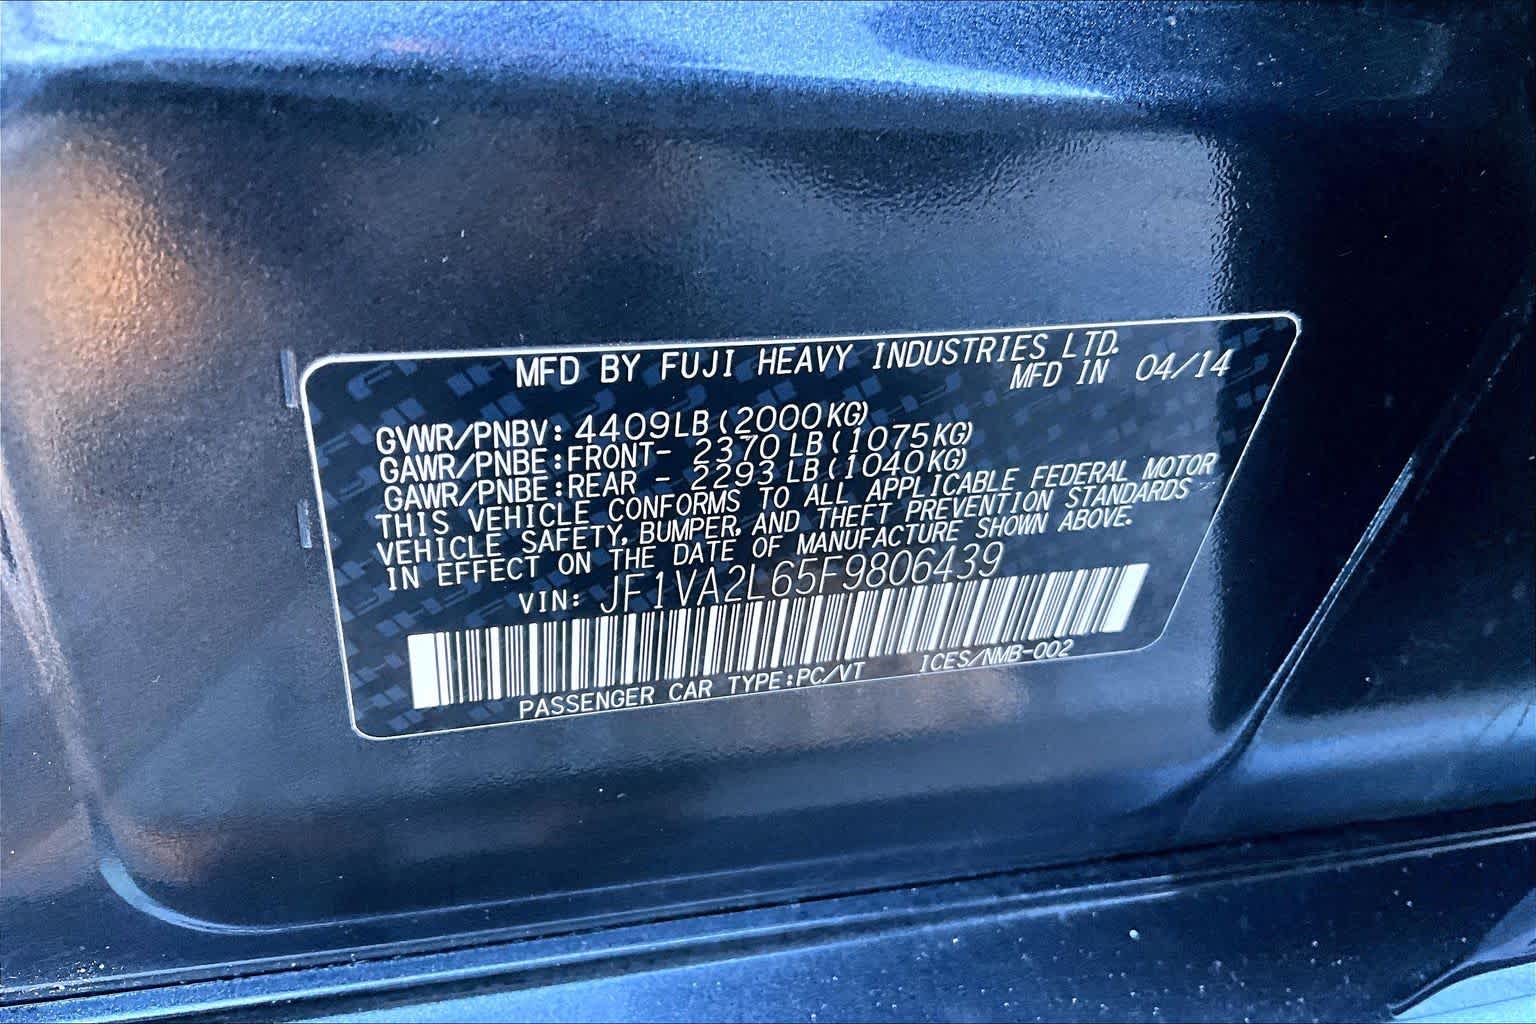 MFD BY FUJI HEAVY INDUSTRIES LTD.
MFD IN 04/14
GVWR/PNBV: 4409LB(2000KG)
GAWR/PNBE:FRONT- 2370LB(1075KG)
GAWR/PNBE:REAR - 2293LB(1040KG)
THIS VEHICLE CONFORMS TO ALL APPLICABLE FEDERAL MOTOR
VEHICLE SAFETY, BUMPER, AND THEFT PREVENTION STANDARDS
IN EFFECT ON THE DATE OF MANUFACTURE SHOWN ABOVE.
VIN: JF1VA2L65F9806439
PASSENGER CAR TYPE:PC/VT ICES/NMB-002